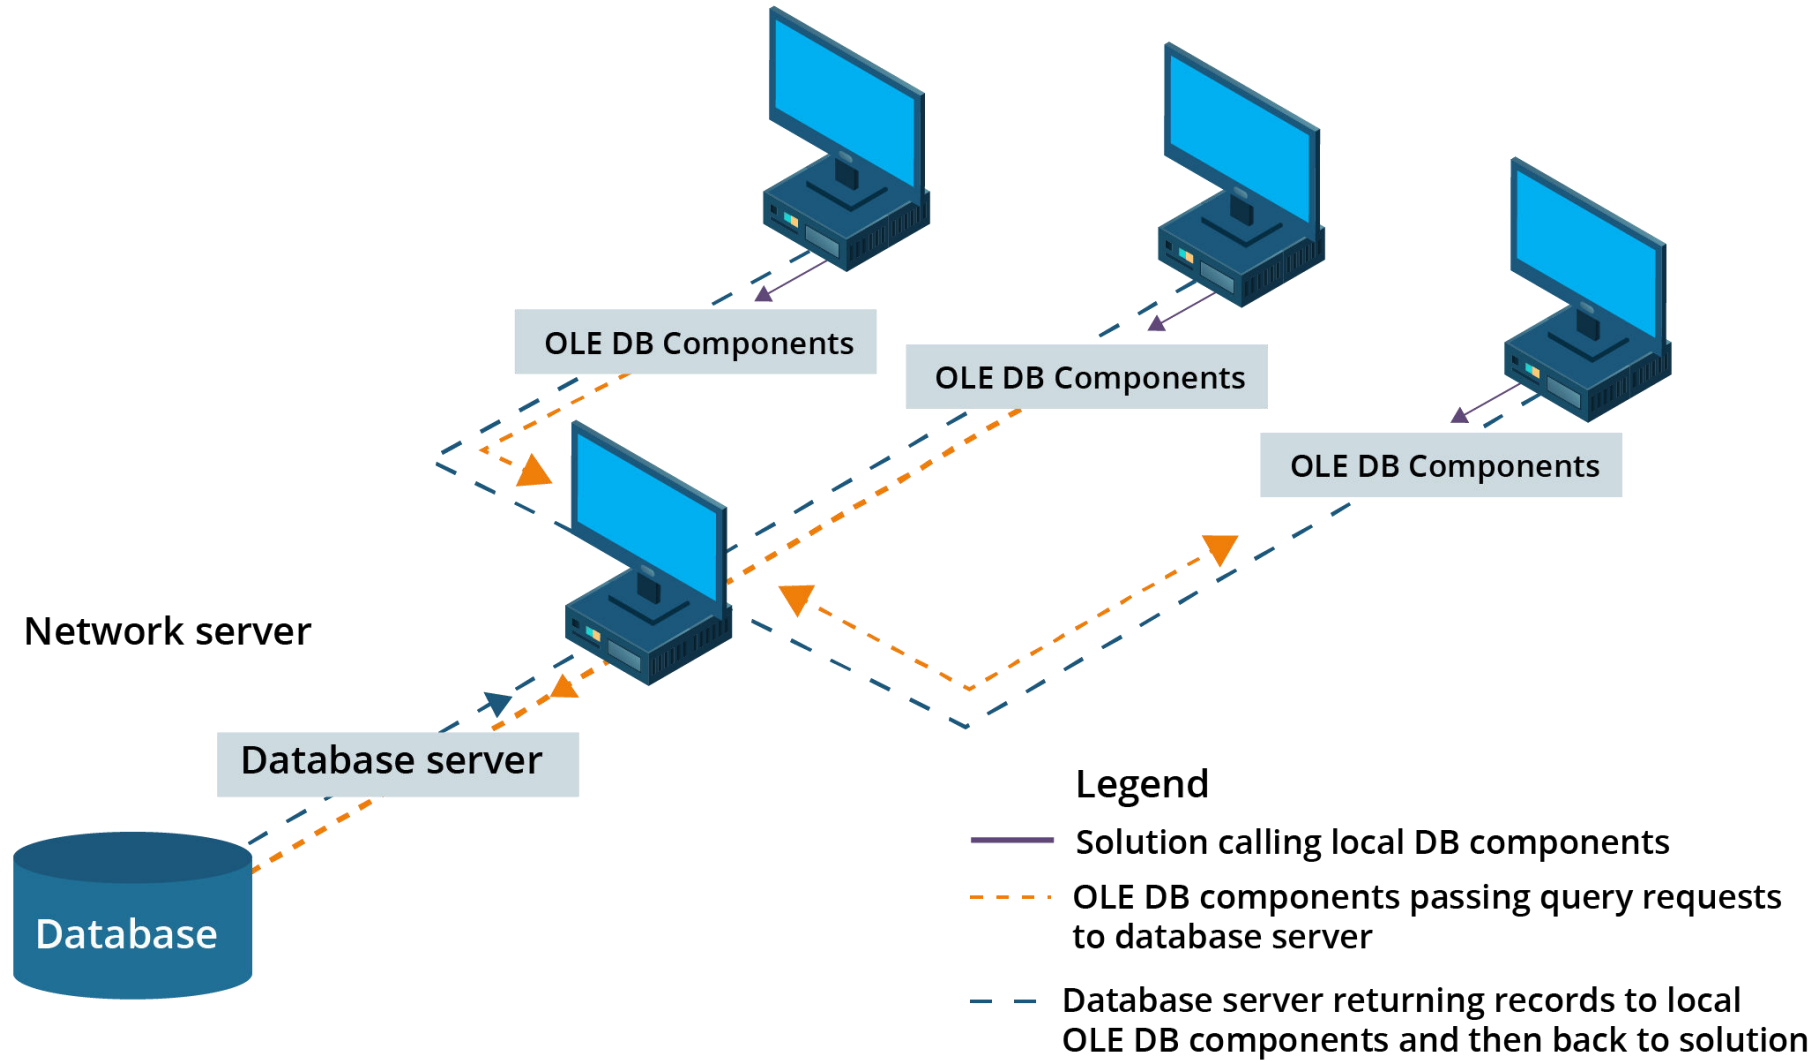 OLE DB Components
OLE DB Components
OLE DB Components
Network server
Database server
Database
Legend
Solution calling local DB components
OLE DB components passing query requests
to database server
Database server returning records to local
OLE DB components and then back to solution